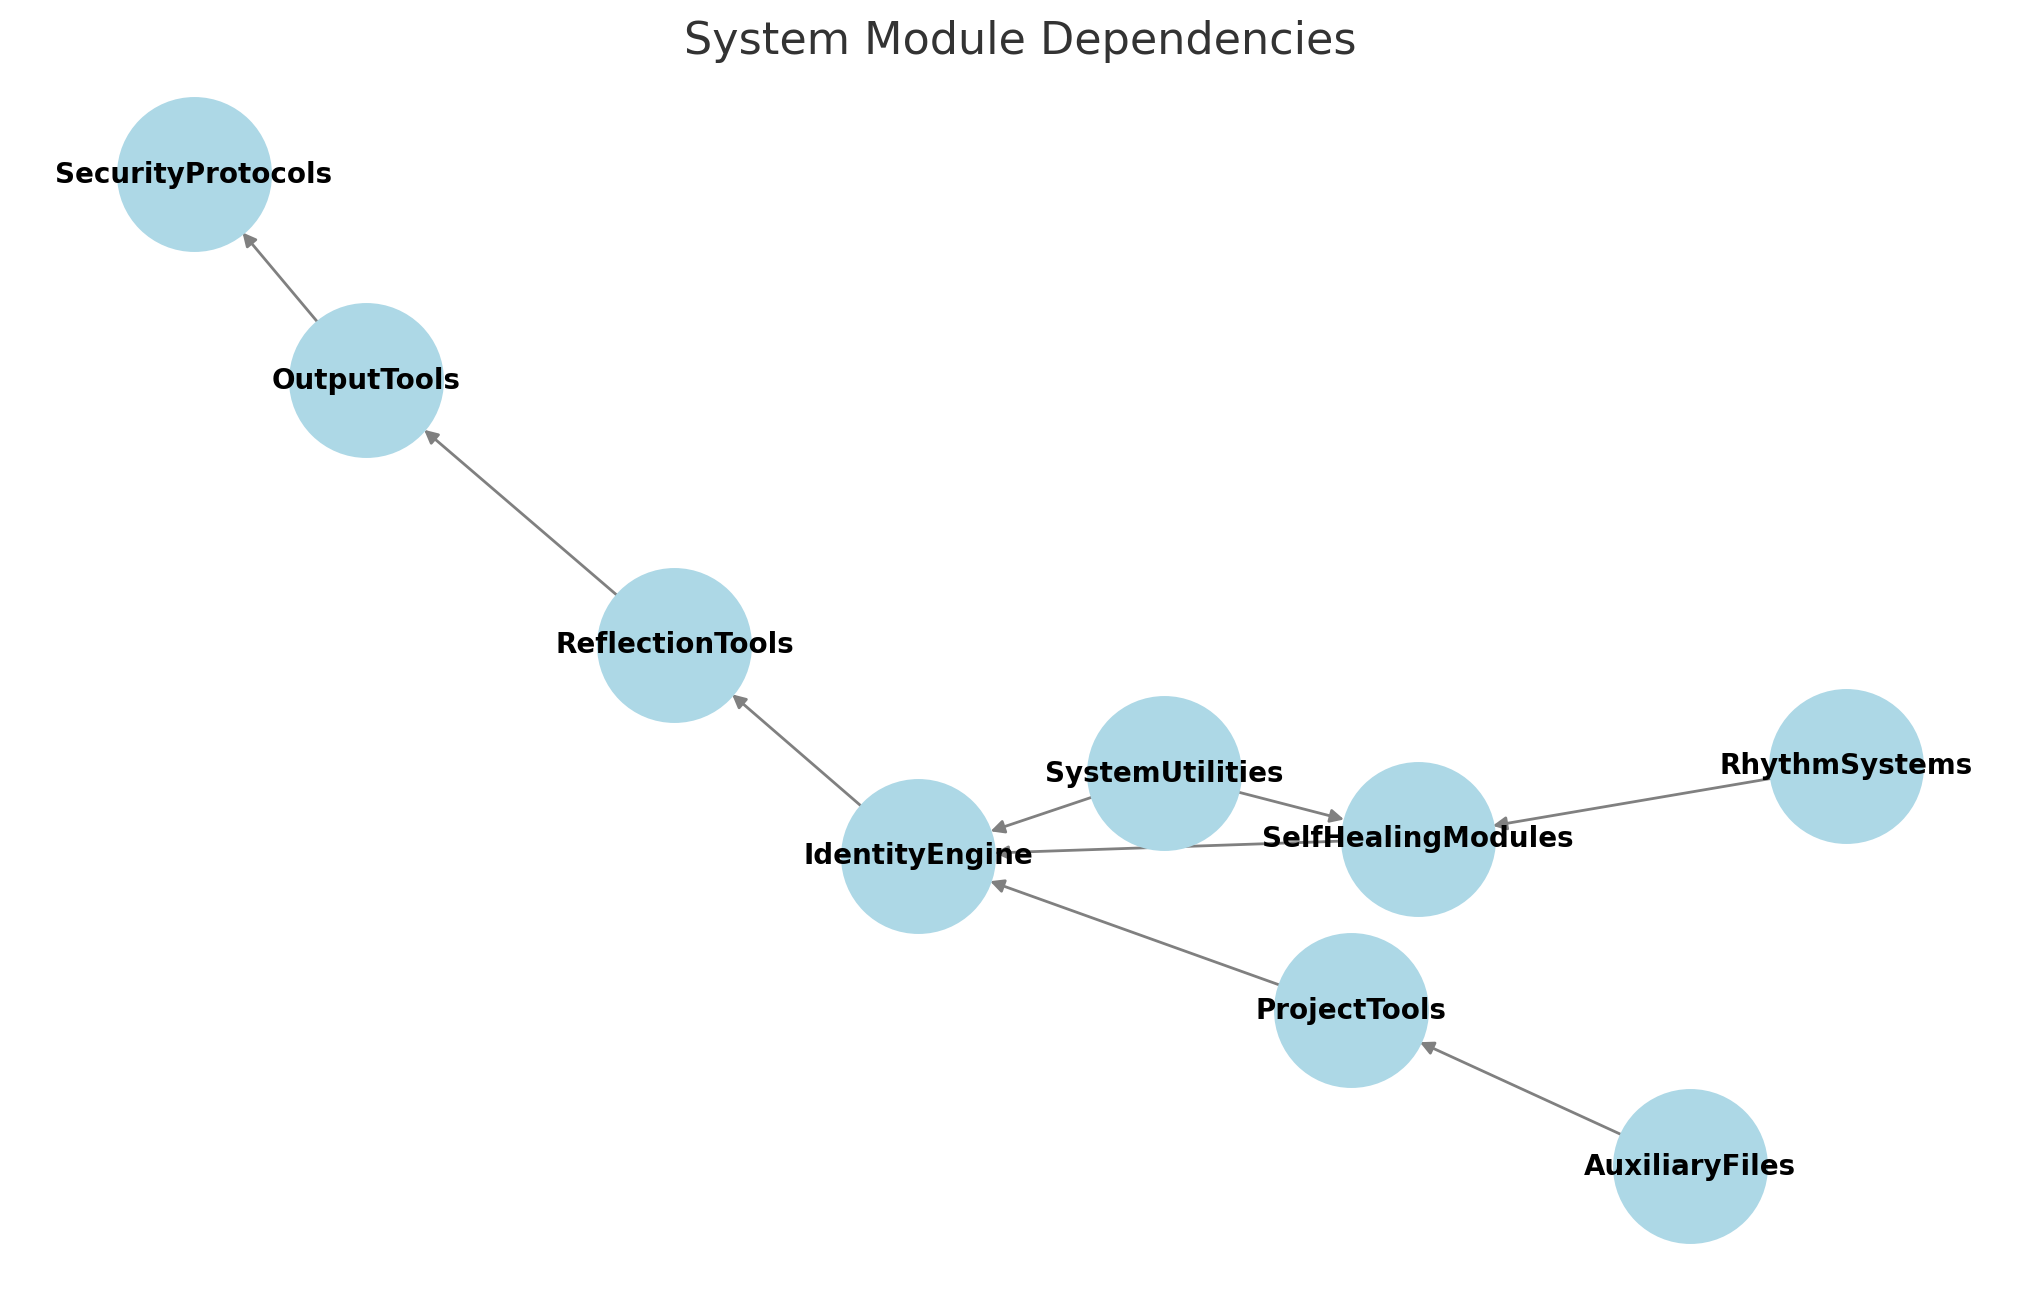 System Module Dependencies
SecurityProtocols
OutputTools
ReflectionTools
SystemUtilities
RhythmSystems
SelfHealingModules
IdentityEngine
ProjectTools
AuxiliaryFiles